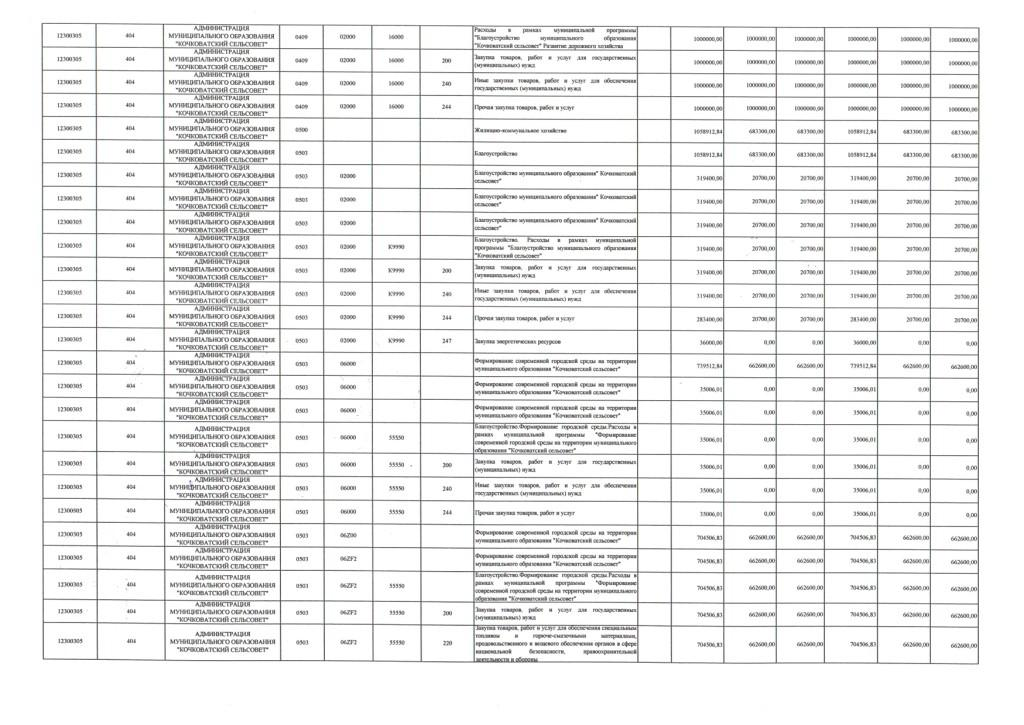 12300305 404 АДМИНИСТРАЦИЯ МУНИЦИПАЛЬНОГО ОБРАЗОВАНИЯ "КОЧКОВАТСКИЙ СЕЛЬСОВЕТ" 0409 02000 16000 Расходы в рамках муниципальной программы "Благоустройство муниципального образования "Кочковатский сельсовет" Развитие дорожного хозяйства 1000000,00 1000000,00 1000000,00 1000000,00 1000000,00 1000000,00
12300305 404 АДМИНИСТРАЦИЯ МУНИЦИПАЛЬНОГО ОБРАЗОВАНИЯ "КОЧКОВАТСКИЙ СЕЛЬСОВЕТ" 0409 02000 16000 200 Закупка товаров, работ и услуг для государственных (муниципальных) нужд 1000000,00 1000000,00 1000000,00 1000000,00 1000000,00 1000000,00
12300305 404 АДМИНИСТРАЦИЯ МУНИЦИПАЛЬНОГО ОБРАЗОВАНИЯ "КОЧКОВАТСКИЙ СЕЛЬСОВЕТ" 0409 02000 16000 240 Иные закупки товаров, работ и услуг для обеспечения государственных (муниципальных) нужд 1000000,00 1000000,00 1000000,00 1000000,00 1000000,00 1000000,00
12300305 404 АДМИНИСТРАЦИЯ МУНИЦИПАЛЬНОГО ОБРАЗОВАНИЯ "КОЧКОВАТСКИЙ СЕЛЬСОВЕТ" 0409 02000 16000 244 Прочая закупка товаров, работ и услуг 1000000,00 1000000,00 1000000,00 1000000,00 1000000,00 1000000,00
12300305 404 АДМИНИСТРАЦИЯ МУНИЦИПАЛЬНОГО ОБРАЗОВАНИЯ "КОЧКОВАТСКИЙ СЕЛЬСОВЕТ" 0500 Жилищно-коммунальное хозяйство 1058912,84 683300,00 683300,00 1058912,84 683300,00 683300,00
12300305 404 АДМИНИСТРАЦИЯ МУНИЦИПАЛЬНОГО ОБРАЗОВАНИЯ "КОЧКОВАТСКИЙ СЕЛЬСОВЕТ" 0503 Благоустройство 1058912,84 683300,00 683300,00 1058912,84 683300,00 683300,00
12300305 404 АДМИНИСТРАЦИЯ МУНИЦИПАЛЬНОГО ОБРАЗОВАНИЯ "КОЧКОВАТСКИЙ СЕЛЬСОВЕТ" 0503 02000 Благоустройство муниципального образования" Кочковатский сельсовет" 319400,00 20700,00 20700,00 319400,00 20700,00 20700,00
12300305 404 АДМИНИСТРАЦИЯ МУНИЦИПАЛЬНОГО ОБРАЗОВАНИЯ "КОЧКОВАТСКИЙ СЕЛЬСОВЕТ" 0503 02000 Благоустройство муниципального образования" Кочковатский сельсовет" 319400,00 20700,00 20700,00 319400,00 20700,00 20700,00
12300305 404 АДМИНИСТРАЦИЯ МУНИЦИПАЛЬНОГО ОБРАЗОВАНИЯ "КОЧКОВАТСКИЙ СЕЛЬСОВЕТ" 0503 02000 Благоустройство муниципального образования" Кочковатский сельсовет" 319400,00 20700,00 20700,00 319400,00 20700,00 20700,00
12300305 404 АДМИНИСТРАЦИЯ МУНИЦИПАЛЬНОГО ОБРАЗОВАНИЯ "КОЧКОВАТСКИЙ СЕЛЬСОВЕТ" 0503 02000 К9990 Благоустройство. Расходы в рамках муниципальной программы "Благоустройство муниципального образования "Кочковатский сельсовет" 319400,00 20700,00 20700,00 319400,00 20700,00 20700,00
12300305 404 АДМИНИСТРАЦИЯ МУНИЦИПАЛЬНОГО ОБРАЗОВАНИЯ "КОЧКОВАТСКИЙ СЕЛЬСОВЕТ" 0503 02000 К9990 200 Закупка товаров, работ и услуг для государственных (муниципальных) нужд 319400,00 20700,00 20700,00 319400,00 20700,00 20700,00
12300305 404 АДМИНИСТРАЦИЯ МУНИЦИПАЛЬНОГО ОБРАЗОВАНИЯ "КОЧКОВАТСКИЙ СЕЛЬСОВЕТ" 0503 02000 К9990 240 Иные закупки товаров, работ и услуг для обеспечения государственных (муниципальных) нужд 319400,00 20700,00 20700,00 319400,00 20700,00 20700,00
12300305 404 АДМИНИСТРАЦИЯ МУНИЦИПАЛЬНОГО ОБРАЗОВАНИЯ "КОЧКОВАТСКИЙ СЕЛЬСОВЕТ" 0503 02000 К9990 244 Прочая закупка товаров, работ и услуг 283400,00 20700,00 20700,00 283400,00 20700,00 20700,00
12300305 404 АДМИНИСТРАЦИЯ МУНИЦИПАЛЬНОГО ОБРАЗОВАНИЯ "КОЧКОВАТСКИЙ СЕЛЬСОВЕТ" 0503 02000 К9990 247 Закупка энергетических ресурсов 36000,00 0,00 0,00 36000,00 0,00 0,00
12300305 404 АДМИНИСТРАЦИЯ МУНИЦИПАЛЬНОГО ОБРАЗОВАНИЯ "КОЧКОВАТСКИЙ СЕЛЬСОВЕТ" 0503 06000 Формирование современной городской среды на территории муниципального образования "Кочковатский сельсовет" 739512,84 662600,00 662600,00 739512,84 662600,00 662600,00
12300305 404 АДМИНИСТРАЦИЯ МУНИЦИПАЛЬНОГО ОБРАЗОВАНИЯ "КОЧКОВАТСКИЙ СЕЛЬСОВЕТ" 0503 06000 Формирование современной городской среды на территории муниципального образования "Кочковатский сельсовет" 35006,01 0,00 0,00 35006,01 0,00 0,00
12300305 404 АДМИНИСТРАЦИЯ МУНИЦИПАЛЬНОГО ОБРАЗОВАНИЯ "КОЧКОВАТСКИЙ СЕЛЬСОВЕТ" 0503 06000 Формирование современной городской среды на территории муниципального образования "Кочковатский сельсовет" 35006,01 0,00 0,00 35006,01 0,00 0,00
12300305 404 АДМИНИСТРАЦИЯ МУНИЦИПАЛЬНОГО ОБРАЗОВАНИЯ "КОЧКОВАТСКИЙ СЕЛЬСОВЕТ" 0503 06000 55550 Благоустройство.Формирование городской среды.Расходы в рамках муниципальной программы "Формирование современной городской среды на территории муниципального образования "Кочковатский сельсовет" 35006,01 0,00 0,00 35006,01 0,00 0,00
12300305 404 АДМИНИСТРАЦИЯ МУНИЦИПАЛЬНОГО ОБРАЗОВАНИЯ "КОЧКОВАТСКИЙ СЕЛЬСОВЕТ" 0503 06000 55550 200 Закупка товаров, работ и услуг для государственных (муниципальных) нужд 35006,01 0,00 0,00 35006,01 0,00 0,00
12300305 404 АДМИНИСТРАЦИЯ МУНИЦИПАЛЬНОГО ОБРАЗОВАНИЯ "КОЧКОВАТСКИЙ СЕЛЬСОВЕТ" 0503 06000 55550 240 Иные закупки товаров, работ и услуг для обеспечения государственных (муниципальных) нужд 35006,01 0,00 0,00 35006,01 0,00 0,00
12300305 404 АДМИНИСТРАЦИЯ МУНИЦИПАЛЬНОГО ОБРАЗОВАНИЯ "КОЧКОВАТСКИЙ СЕЛЬСОВЕТ" 0503 06000 55550 244 Прочая закупка товаров, работ и услуг 35006,01 0,00 0,00 35006,01 0,00 0,00
12300305 404 АДМИНИСТРАЦИЯ МУНИЦИПАЛЬНОГО ОБРАЗОВАНИЯ "КОЧКОВАТСКИЙ СЕЛЬСОВЕТ" 0503 06Z00 Формирование современной городской среды на территории муниципального образования "Кочковатский сельсовет" 704506,83 662600,00 662600,00 704506,83 662600,00 662600,00
12300305 404 АДМИНИСТРАЦИЯ МУНИЦИПАЛЬНОГО ОБРАЗОВАНИЯ "КОЧКОВАТСКИЙ СЕЛЬСОВЕТ" 0503 06ZF2 Формирование современной городской среды на территории муниципального образования "Кочковатский сельсовет" 704506,83 662600,00 662600,00 704506,83 662600,00 662600,00
12300305 404 АДМИНИСТРАЦИЯ МУНИЦИПАЛЬНОГО ОБРАЗОВАНИЯ "КОЧКОВАТСКИЙ СЕЛЬСОВЕТ" 0503 06ZF2 55550 Благоустройство.Формирование городской среды.Расходы в рамках муниципальной программы "Формирование современной городской среды на территории муниципального образования "Кочковатский сельсовет" 704506,83 662600,00 662600,00 704506,83 662600,00 662600,00
12300305 404 АДМИНИСТРАЦИЯ МУНИЦИПАЛЬНОГО ОБРАЗОВАНИЯ "КОЧКОВАТСКИЙ СЕЛЬСОВЕТ" 0503 06ZF2 55550 200 Закупка товаров, работ и услуг для государственных (муниципальных) нужд 704506,83 662600,00 662600,00 704506,83 662600,00 662600,00
12300305 404 АДМИНИСТРАЦИЯ МУНИЦИПАЛЬНОГО ОБРАЗОВАНИЯ "КОЧКОВАТСКИЙ СЕЛЬСОВЕТ" 0503 06ZF2 55550 220 Закупка товаров, работ и услуг для обеспечения специальным топливом и горюче-смазочными материалами, продовольственного и вещевого обеспечения органов в сфере национальной безопасности, правоохранительной деятельности и обороны 704506,83 662600,00 662600,00 704506,83 662600,00 662600,00